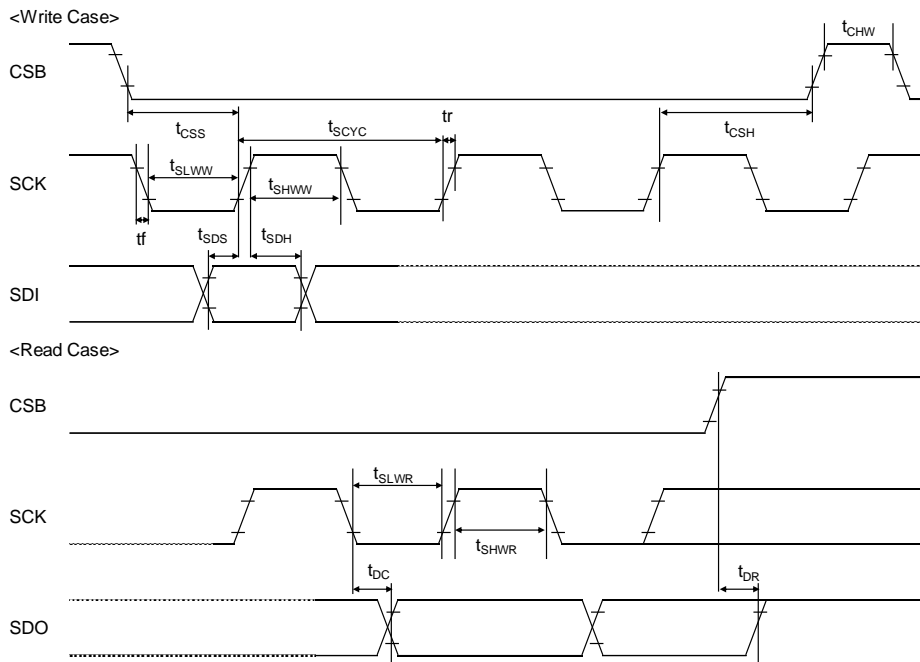 <Write Case>
CSB
tCHW
tCSS
tSCYC
tr
tCSH
SCK
tSLWW
tSHWW
tf
tSDS
tSDH
SDI
<Read Case>
CSB
SCK
tSLWR
tSHWR
tDC
tDR
SDO